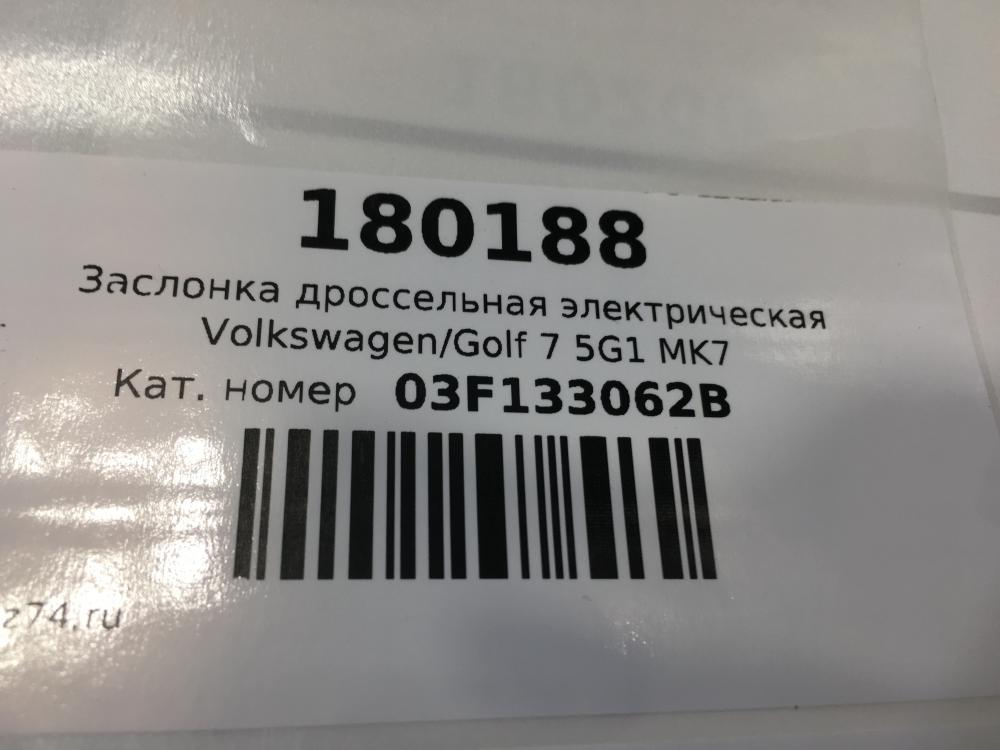 180188
Заслонка дроссельная электрическая
Volkswagen/Golf 7 5G1 MK7
Кат. номер 03F133062B
z74.ru